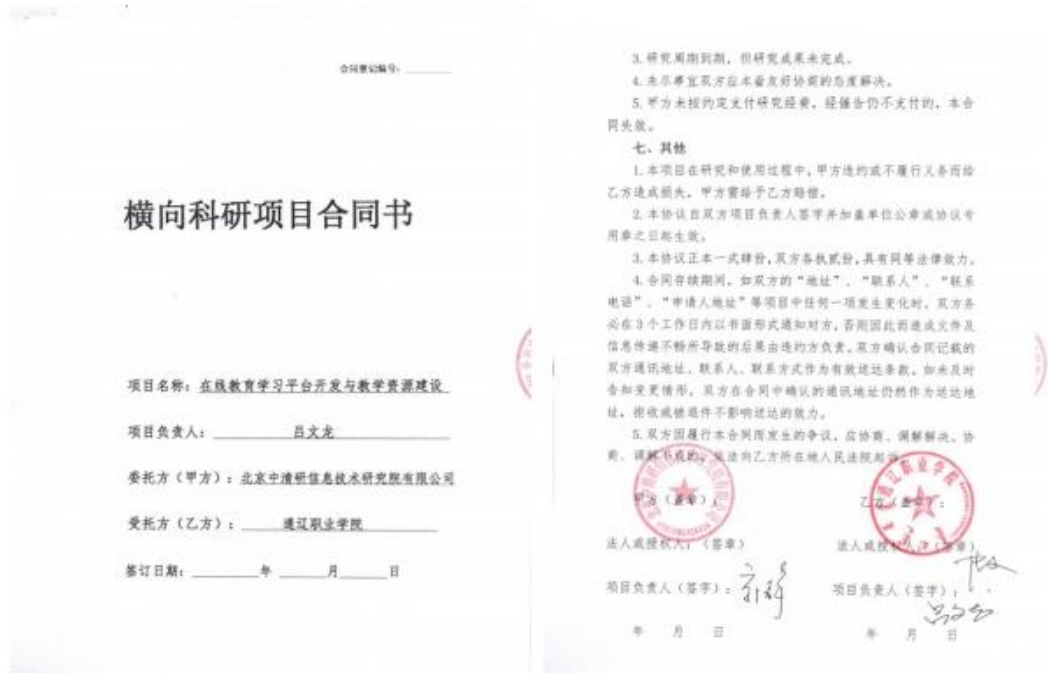 合同登记编号：
横向科研项目合同书
项目名称：在线教育学习平台开发与教学资源建设
项目负责人：吕文龙
委托方（甲方）：北京中清研信息技术研究院有限公司
受托方（乙方）：通辽职业学院
签订日期：年 月 日
3.研究周期到期，但研究成果未完成。
4.未尽事宜双方应本着友好协商的态度解决。
5.甲方未按约定支付研究经费，经催告仍不支付的，本合
同失效。
七、其他
1.本项目在研究和使用过程中，甲方违约或不履行义务而给
乙方造成损失，甲方需给予乙方赔偿。
2.本协议自双方项目负责人签字并加盖单位公章或协议专
用章之日起生效。
3.本协议正本一式肆份，双方各执贰份，具有同等法律效力。
4.合同存续期间，如双方的“地址”、“联系人”、“联系
电话”、“申请人地址”等项目中任何一项发生变化时，双方务
必在3个工作日内以书面形式通知对方，否则因此而造成文件及
信息传递不畅所导致的后果由违约方负责。双方确认合同记载的
双方通讯地址、联系人、联系方式作为有效送达条款，如未及时
告知变更情形，双方在合同中确认的通讯地址仍然作为送达地
址，拒收或被退件不影响送达的效力。
5.双方因履行本合同而发生的争议，应协商、调解解决。协
商、调解不成的，依法向乙方所在地人民法院起诉。
甲方（盖章）：
乙方（盖章）：
法人或授权人：（签章）
法人或授权人：（签章）
项目负责人（签字）：
项目负责人（签字）：吕文龙
年 月 日
年 月 日
通辽职业学院